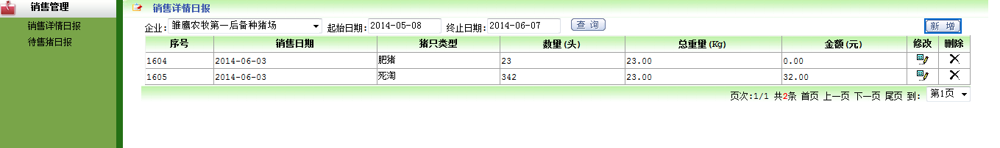 销售管理
销售详情日报
待售猪日报
销售详情日报
企业: 雏鹰农牧第一后备种猪场 起始日期: 2014-05-08 终止日期: 2014-06-07 查 询 新 增
序号 销售日期 猪只类型 数量(头) 总重量(Kg) 金额(元) 修改 删除
1604 2014-06-03 肥猪 23 23.00 0.00
1605 2014-06-03 死淘 342 23.00 32.00
页次:1/1 共2条 首页 上一页 下一页 尾页 到: 第1页